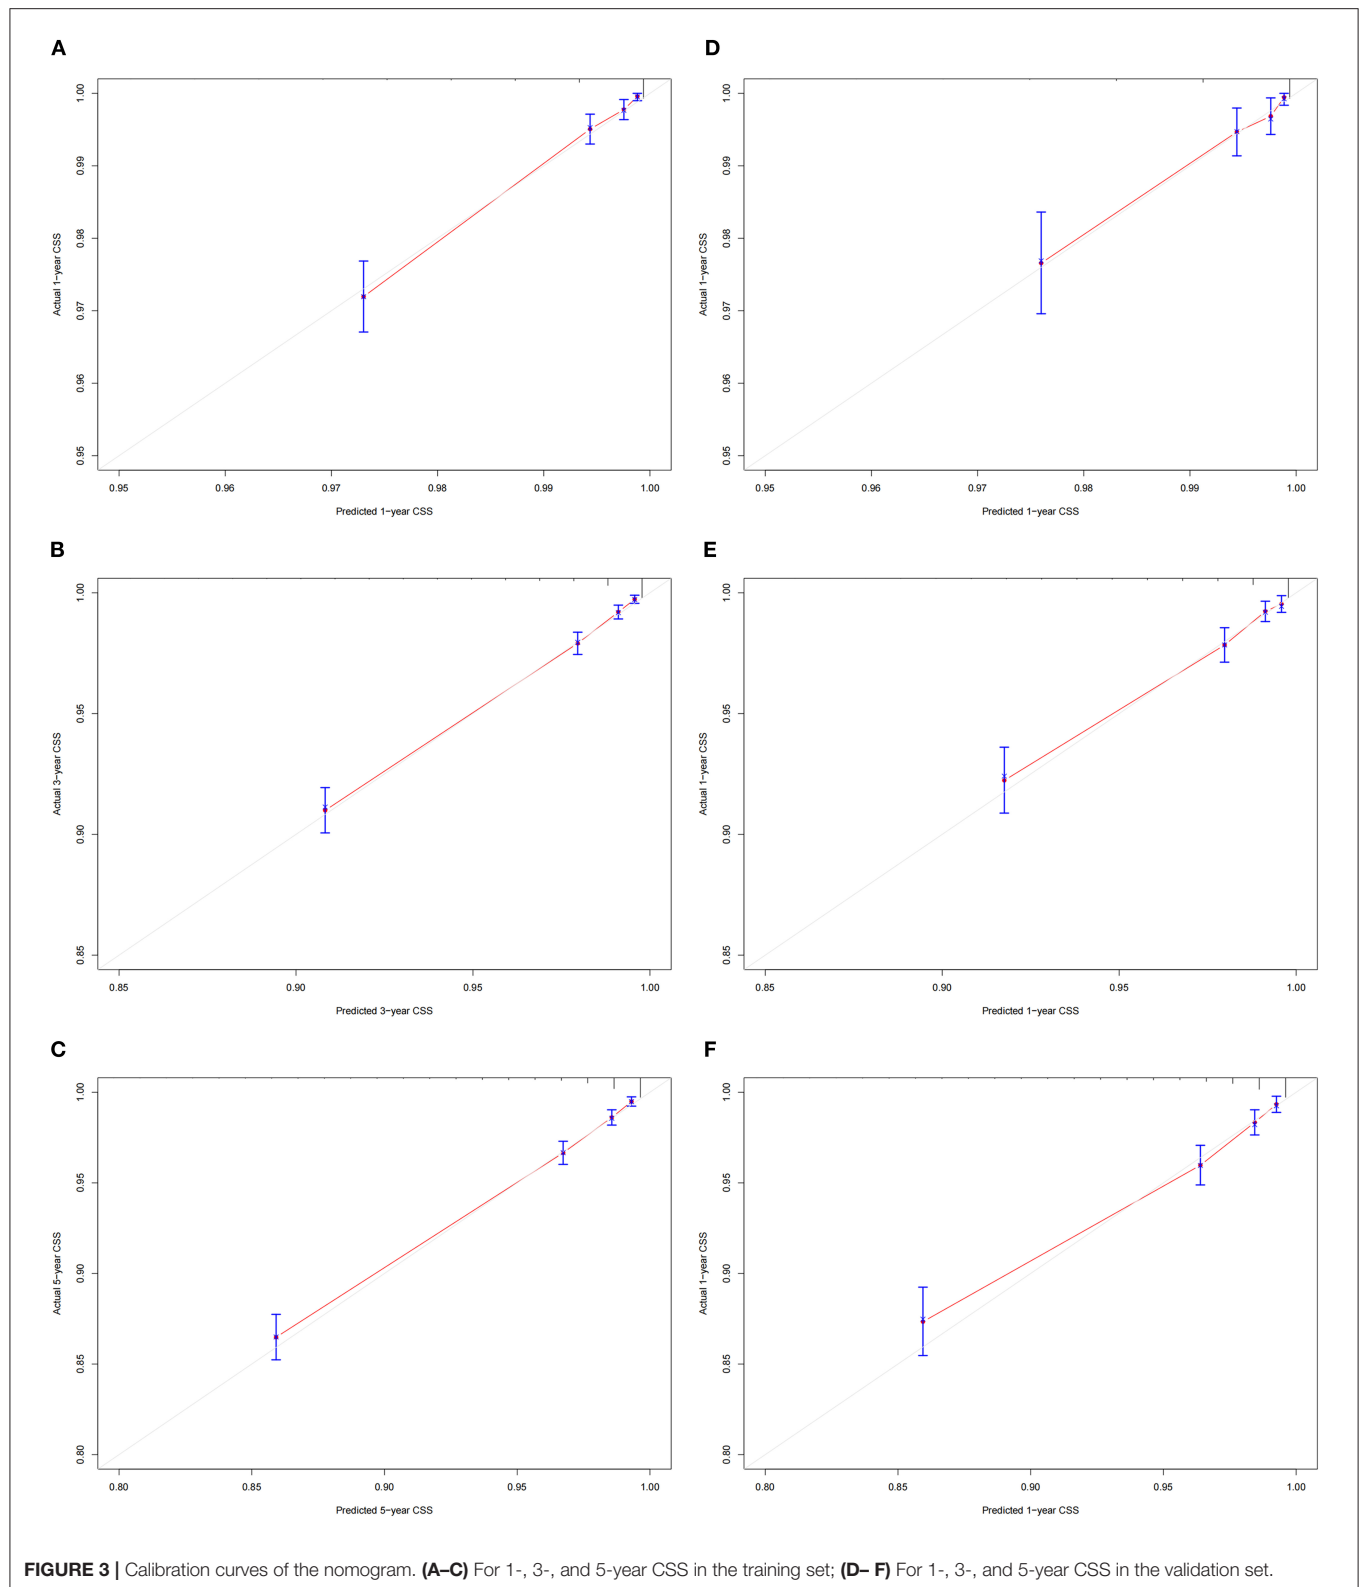 A
1.00
0.99
0.98
0.97
0.96
0.95
Actual 1−year CSS
0.95 0.96 0.97 0.98 0.99 1.00
Predicted 1−year CSS
D
1.00
0.99
0.98
0.97
0.96
0.95
Actual 1−year CSS
0.95 0.96 0.97 0.98 0.99 1.00
Predicted 1−year CSS
B
1.00
0.95
0.90
0.85
Actual 3−year CSS
0.85 0.90 0.95 1.00
Predicted 3−year CSS
E
1.00
0.95
0.90
0.85
Actual 1−year CSS
0.85 0.90 0.95 1.00
Predicted 1−year CSS
C
1.00
0.95
0.90
0.85
0.80
Actual 5−year CSS
0.80 0.85 0.90 0.95 1.00
Predicted 5−year CSS
F
1.00
0.95
0.90
0.85
0.80
Actual 1−year CSS
0.80 0.85 0.90 0.95 1.00
Predicted 1−year CSS
FIGURE 3 | Calibration curves of the nomogram. (A–C) For 1-, 3-, and 5-year CSS in the training set; (D– F) For 1-, 3-, and 5-year CSS in the validation set.